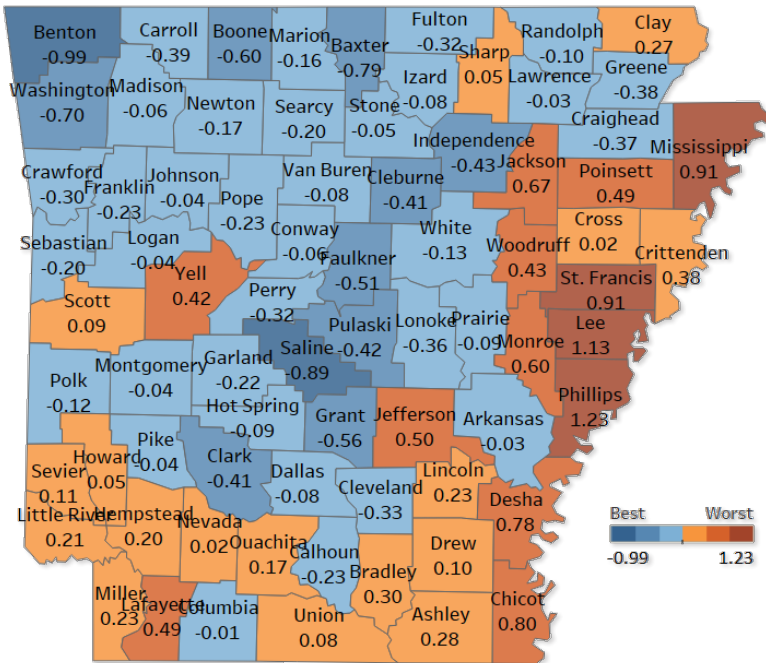 Benton
-0.99
Carroll
-0.39
Boone
-0.60
Marion
-0.16
Baxter
-0.79
Fulton
-0.32
Sharp
0.05
Randolph
-0.10
Clay
0.27
Washington
-0.70
Madison
-0.06
Newton
-0.17
Searcy
-0.20
Stone
-0.05
Izard
-0.08
Lawrence
-0.03
Greene
-0.38
Craighead
-0.37
Mississippi
0.91
Independence
-0.43
Jackson
0.67
Poinsett
0.49
Crawford
-0.30
Franklin
-0.23
Johnson
-0.04
Pope
-0.23
Van Buren
-0.08
Cleburne
-0.41
Cross
0.02
Crittenden
0.38
Sebastian
-0.20
Logan
-0.04
Conway
-0.06
Faulkner
-0.51
White
-0.13
Woodruff
0.43
St. Francis
0.91
Yell
0.42
Scott
0.09
Perry
-0.32
Pulaski
-0.42
Lonoke
-0.36
Prairie
-0.09
Monroe
0.60
Lee
1.13
Saline
-0.89
Garland
-0.22
Montgomery
-0.04
Polk
-0.12
Hot Spring
-0.09
Grant
-0.56
Jefferson
0.50
Arkansas
-0.03
Phillips
1.23
Pike
-0.04
Clark
-0.41
Howard
0.05
Sevier
0.11
Dallas
-0.08
Cleveland
-0.33
Lincoln
0.23
Desha
0.78
Little River
0.21
Hempstead
0.20
Nevada
0.02
Ouachita
0.17
Calhoun
-0.23
Bradley
0.30
Drew
0.10
Miller
0.23
Lafayette
0.49
Columbia
-0.01
Union
0.08
Ashley
0.28
Chicot
0.80
Best Worst
-0.99 1.23